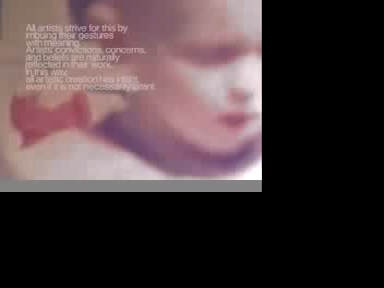 All artists strive for this by
imbuing their gestures
with meaning.
Artists' convictions, concerns,
and beliefs are naturally
reflected in their work.
In this way,
all artistic creation has intent,
even if it is not necessarily latent.